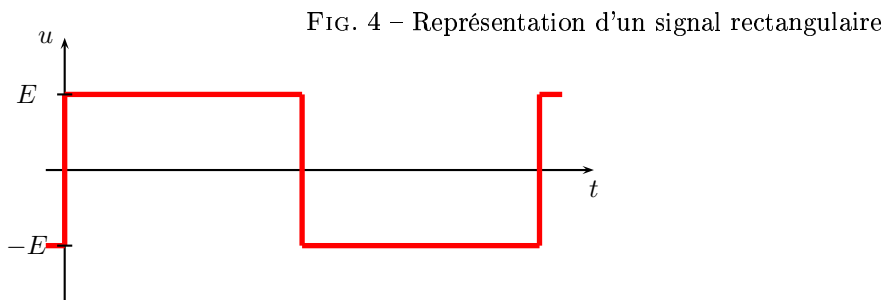 FIG. 4 – Représentation d'un signal rectangulaire
u
E
t
−E